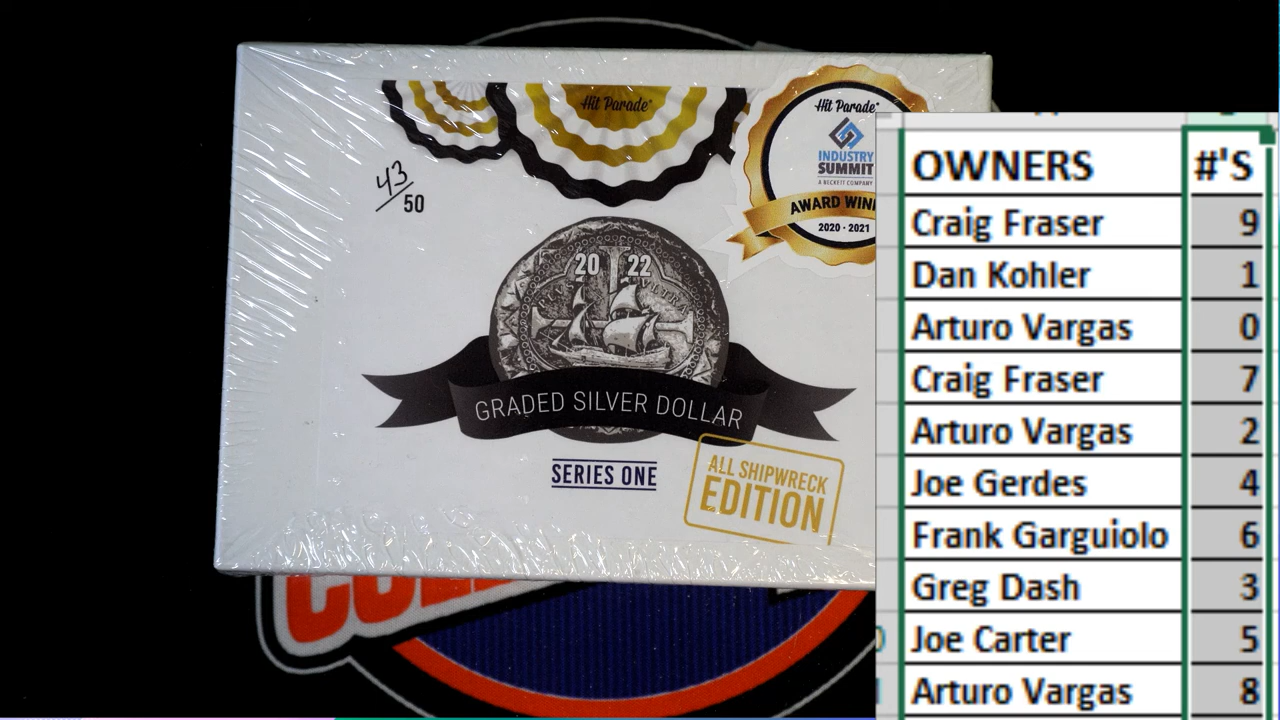 Hit Parade®
Hit Parade®
INDUSTRY
SUMMIT
A BECKETT COMPANY
AWARD WIN
2020 • 2021
43/50
20 22
GRADED SILVER DOLLAR
SERIES ONE
ALL SHIPWRECK
EDITION
OWNERS #'S
Craig Fraser 9
Dan Kohler 1
Arturo Vargas 0
Craig Fraser 7
Arturo Vargas 2
Joe Gerdes 4
Frank Garguiolo 6
Greg Dash 3
Joe Carter 5
Arturo Vargas 8